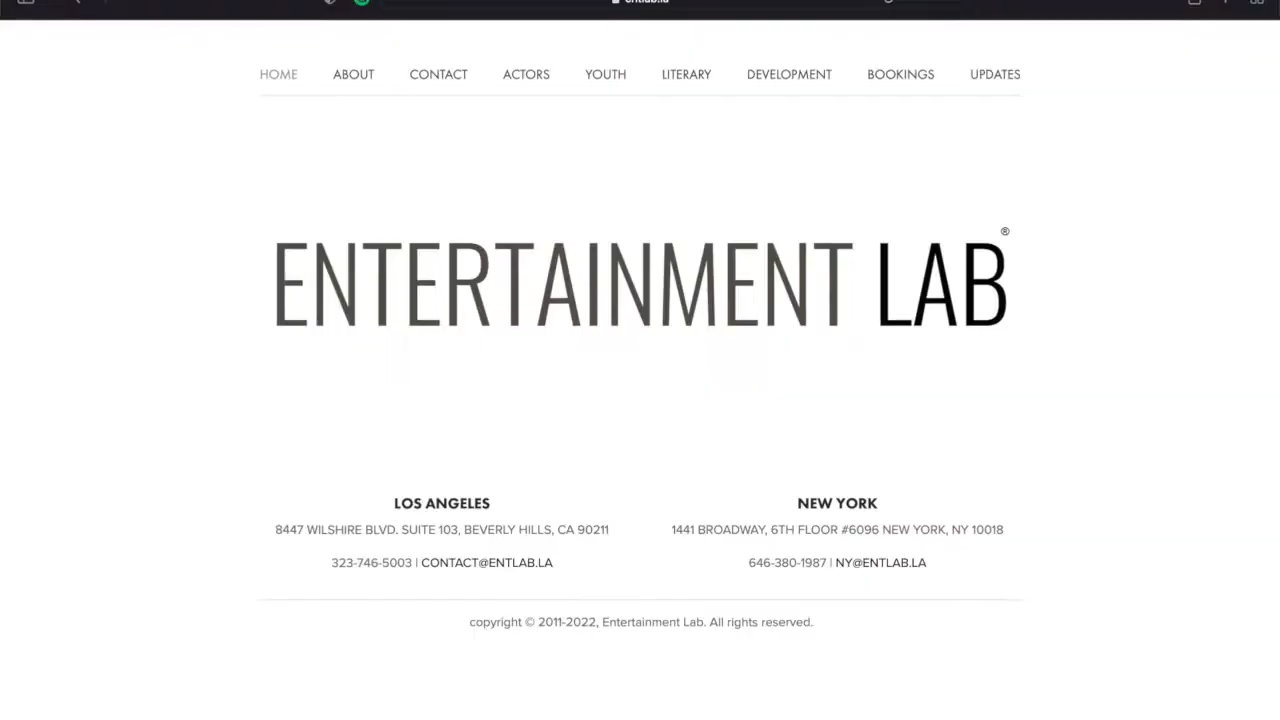 HOME ABOUT CONTACT ACTORS YOUTH LITERARY DEVELOPMENT BOOKINGS UPDATES
ENTERTAINMENT LAB®
LOS ANGELES
8447 WILSHIRE BLVD. SUITE 103, BEVERLY HILLS, CA 90211
323-746-5003 | CONTACT@ENTLAB.LA
NEW YORK
1441 BROADWAY, 6TH FLOOR #6096 NEW YORK, NY 10018
646-380-1987 | NY@ENTLAB.LA
copyright © 2011-2022, Entertainment Lab. All rights reserved.